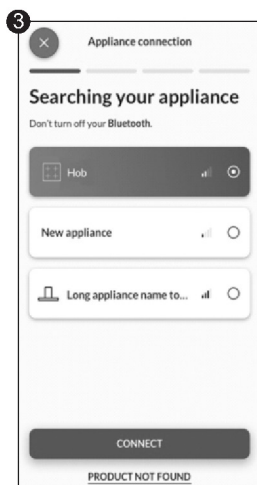 3
Appliance connection
Searching your appliance
Don't turn off your Bluetooth.
Hob
New appliance
Long appliance name to...
CONNECT
PRODUCT NOT FOUND